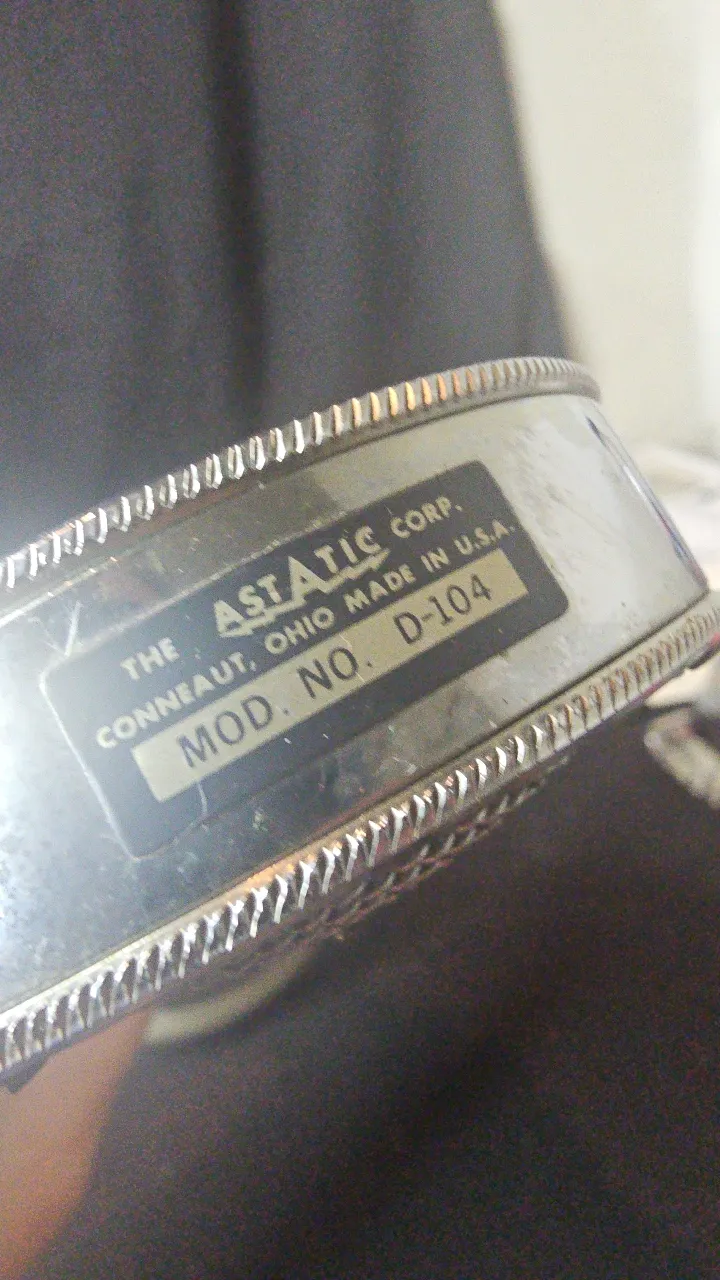 THE ASTATIC CORP.
CONNEAUT, OHIO MADE IN U.S.A.
MOD. NO. D-104